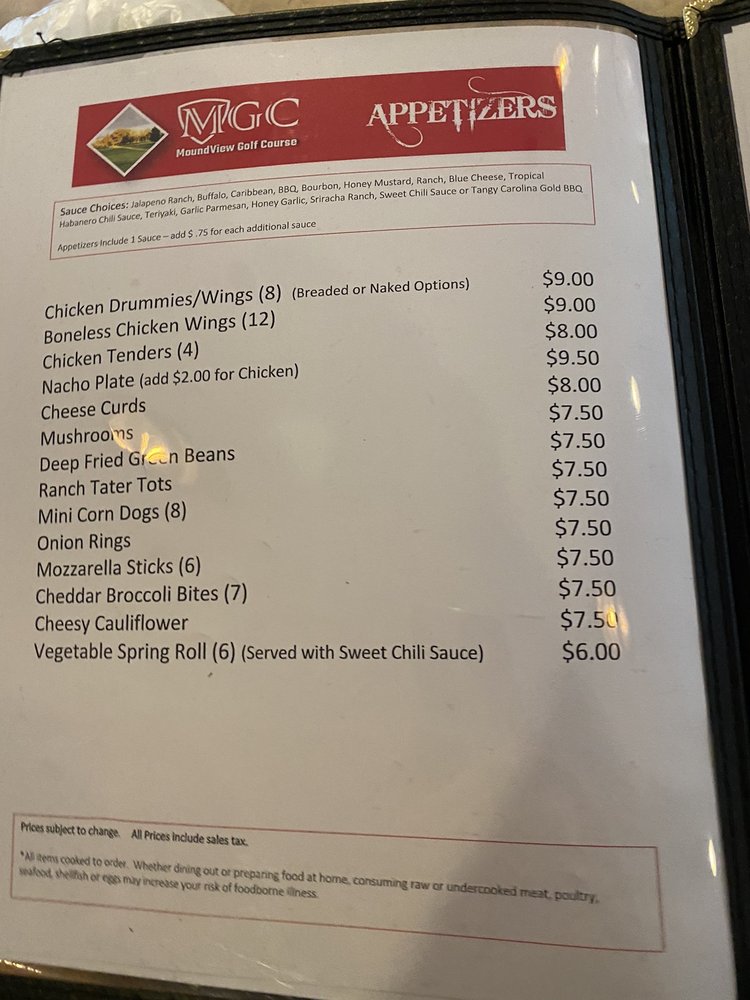 MGC
MoundView Golf Course
APPETIZERS
Sauce Choices: Jalapeno Ranch, Buffalo, Caribbean, BBQ, Bourbon, Honey Mustard, Ranch, Blue Cheese, Tropical
Habanero Chili Sauce, Teriyaki, Garlic Parmesan, Honey Garlic, Sriracha Ranch, Sweet Chili Sauce or Tangy Carolina Gold BBQ
Appetizers Include 1 Sauce – add $ .75 for each additional sauce
Chicken Drummies/Wings (8) (Breaded or Naked Options) $9.00
Boneless Chicken Wings (12) $9.00
Chicken Tenders (4) $8.00
Nacho Plate (add $2.00 for Chicken) $9.50
Cheese Curds $8.00
Mushrooms $7.50
Deep Fried Green Beans $7.50
Ranch Tater Tots $7.50
Mini Corn Dogs (8) $7.50
Onion Rings $7.50
Mozzarella Sticks (6) $7.50
Cheddar Broccoli Bites (7) $7.50
Cheesy Cauliflower $7.50
Vegetable Spring Roll (6) (Served with Sweet Chili Sauce) $6.00
Prices subject to change. All Prices include sales tax.
*All items cooked to order. Whether dining out or preparing food at home, consuming raw or undercooked meat, poultry,
seafood, shellfish or eggs may increase your risk of foodborne illness.